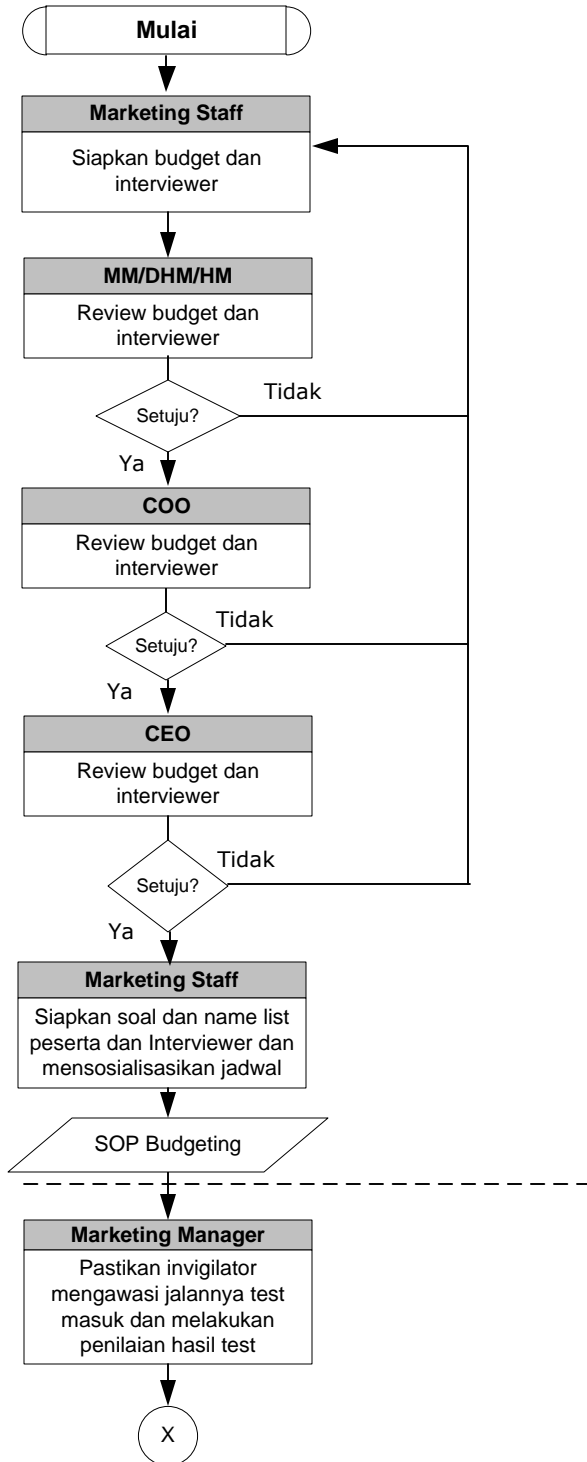 Mulai
Marketing Staff
Siapkan budget dan
interviewer
MM/DHM/HM
Review budget dan
interviewer
Setuju?
Tidak
Ya
COO
Review budget dan
interviewer
Setuju?
Tidak
Ya
CEO
Review budget dan
interviewer
Setuju?
Tidak
Ya
Marketing Staff
Siapkan soal dan name list
peserta dan Interviewer dan
mensosialisasikan jadwal
SOP Budgeting
Marketing Manager
Pastikan invigilator
mengawasi jalannya test
masuk dan melakukan
penilaian hasil test
X